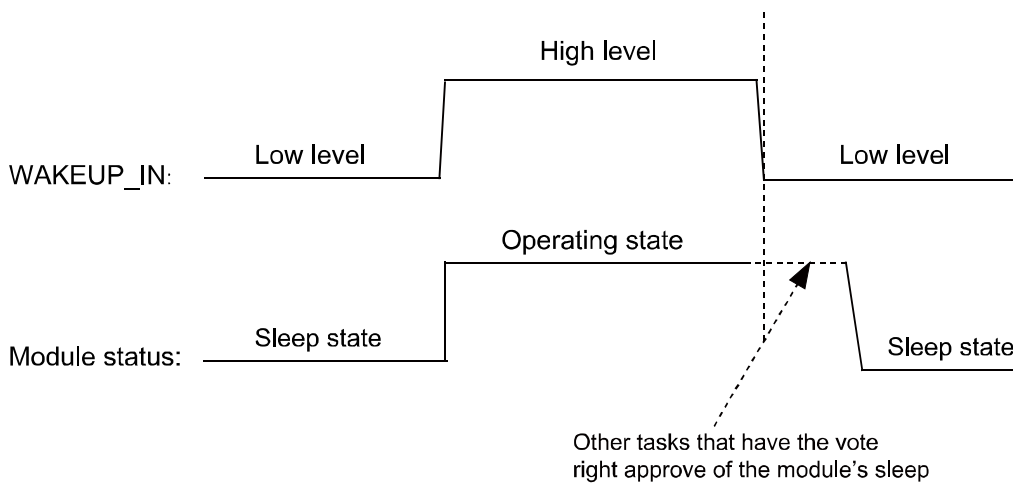 High level
WAKEUP_IN:
Low level
Low level
Operating state
Module status:
Sleep state
Sleep state
Other tasks that have the vote
right approve of the module's sleep